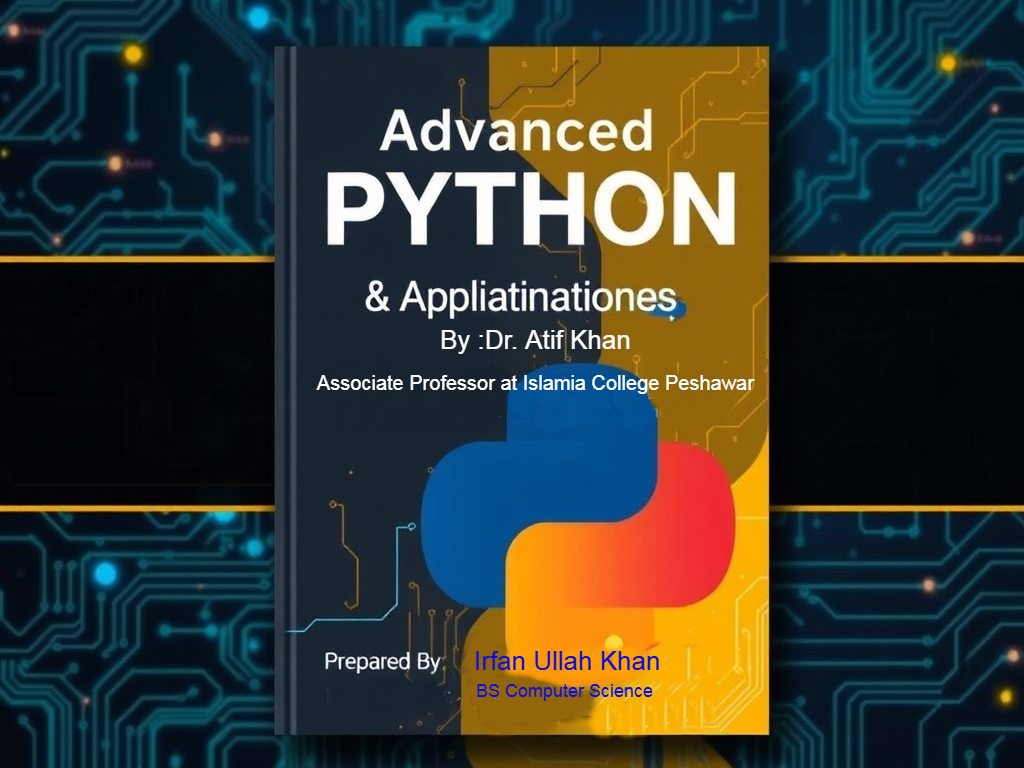 Advanced
PYTHON
& Appliatinationes
By :Dr. Atif Khan
Associate Professor at Islamia College Peshawar
Prepared By:
Irfan Ullah Khan
BS Computer Science